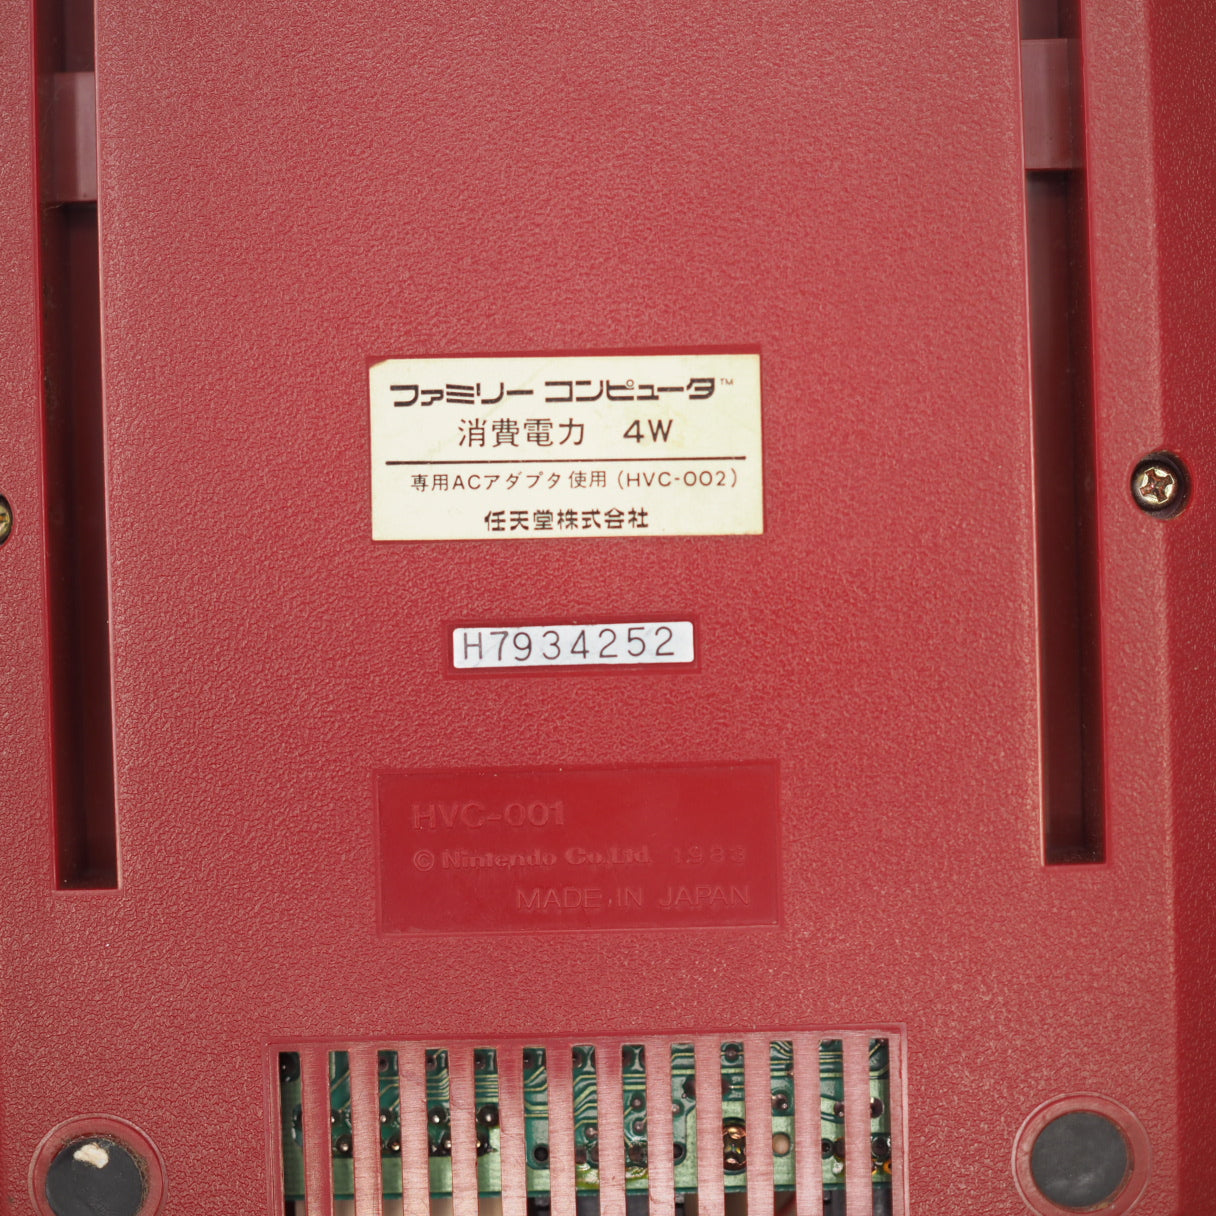 ファミリー コンピュータ™
消費電力 4W
専用ACアダプタ使用(HVC-002)
任天堂株式会社
H7934252
HVC-001
© Nintendo Co.,Ltd. 1983
MADE IN JAPAN